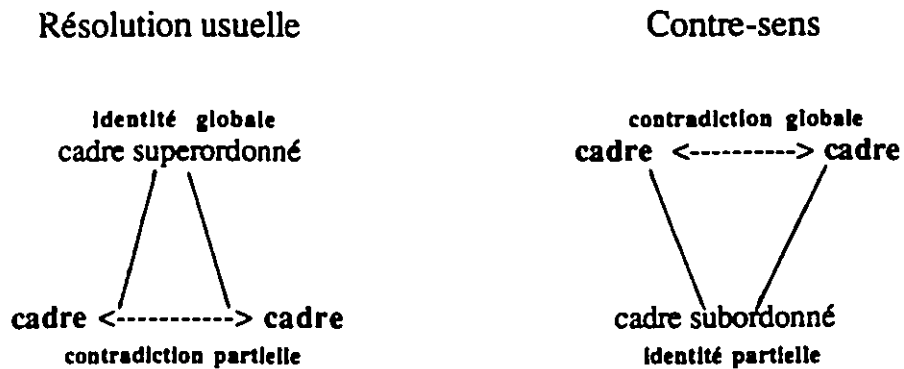 Résolution usuelle
identité globale
cadre superordonné
cadre <-----------> cadre
contradiction partielle
Contre-sens
contradiction globale
cadre <----------> cadre
cadre subordonné
identité partielle